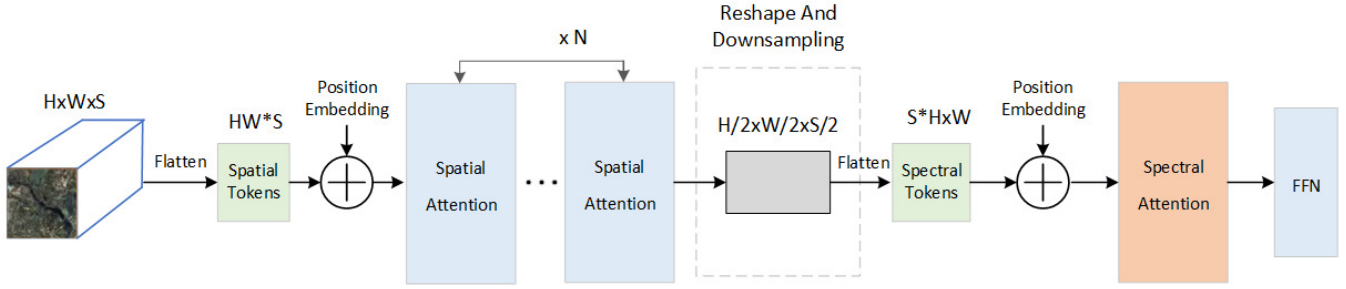 HxWxS
Flatten
HW*S
Spatial
Tokens
Position
Embedding
x N
Spatial
Attention
Spatial
Attention
Reshape And
Downsampling
H/2xW/2xS/2
Flatten
S*HxW
Spectral
Tokens
Position
Embedding
Spectral
Attention
FFN